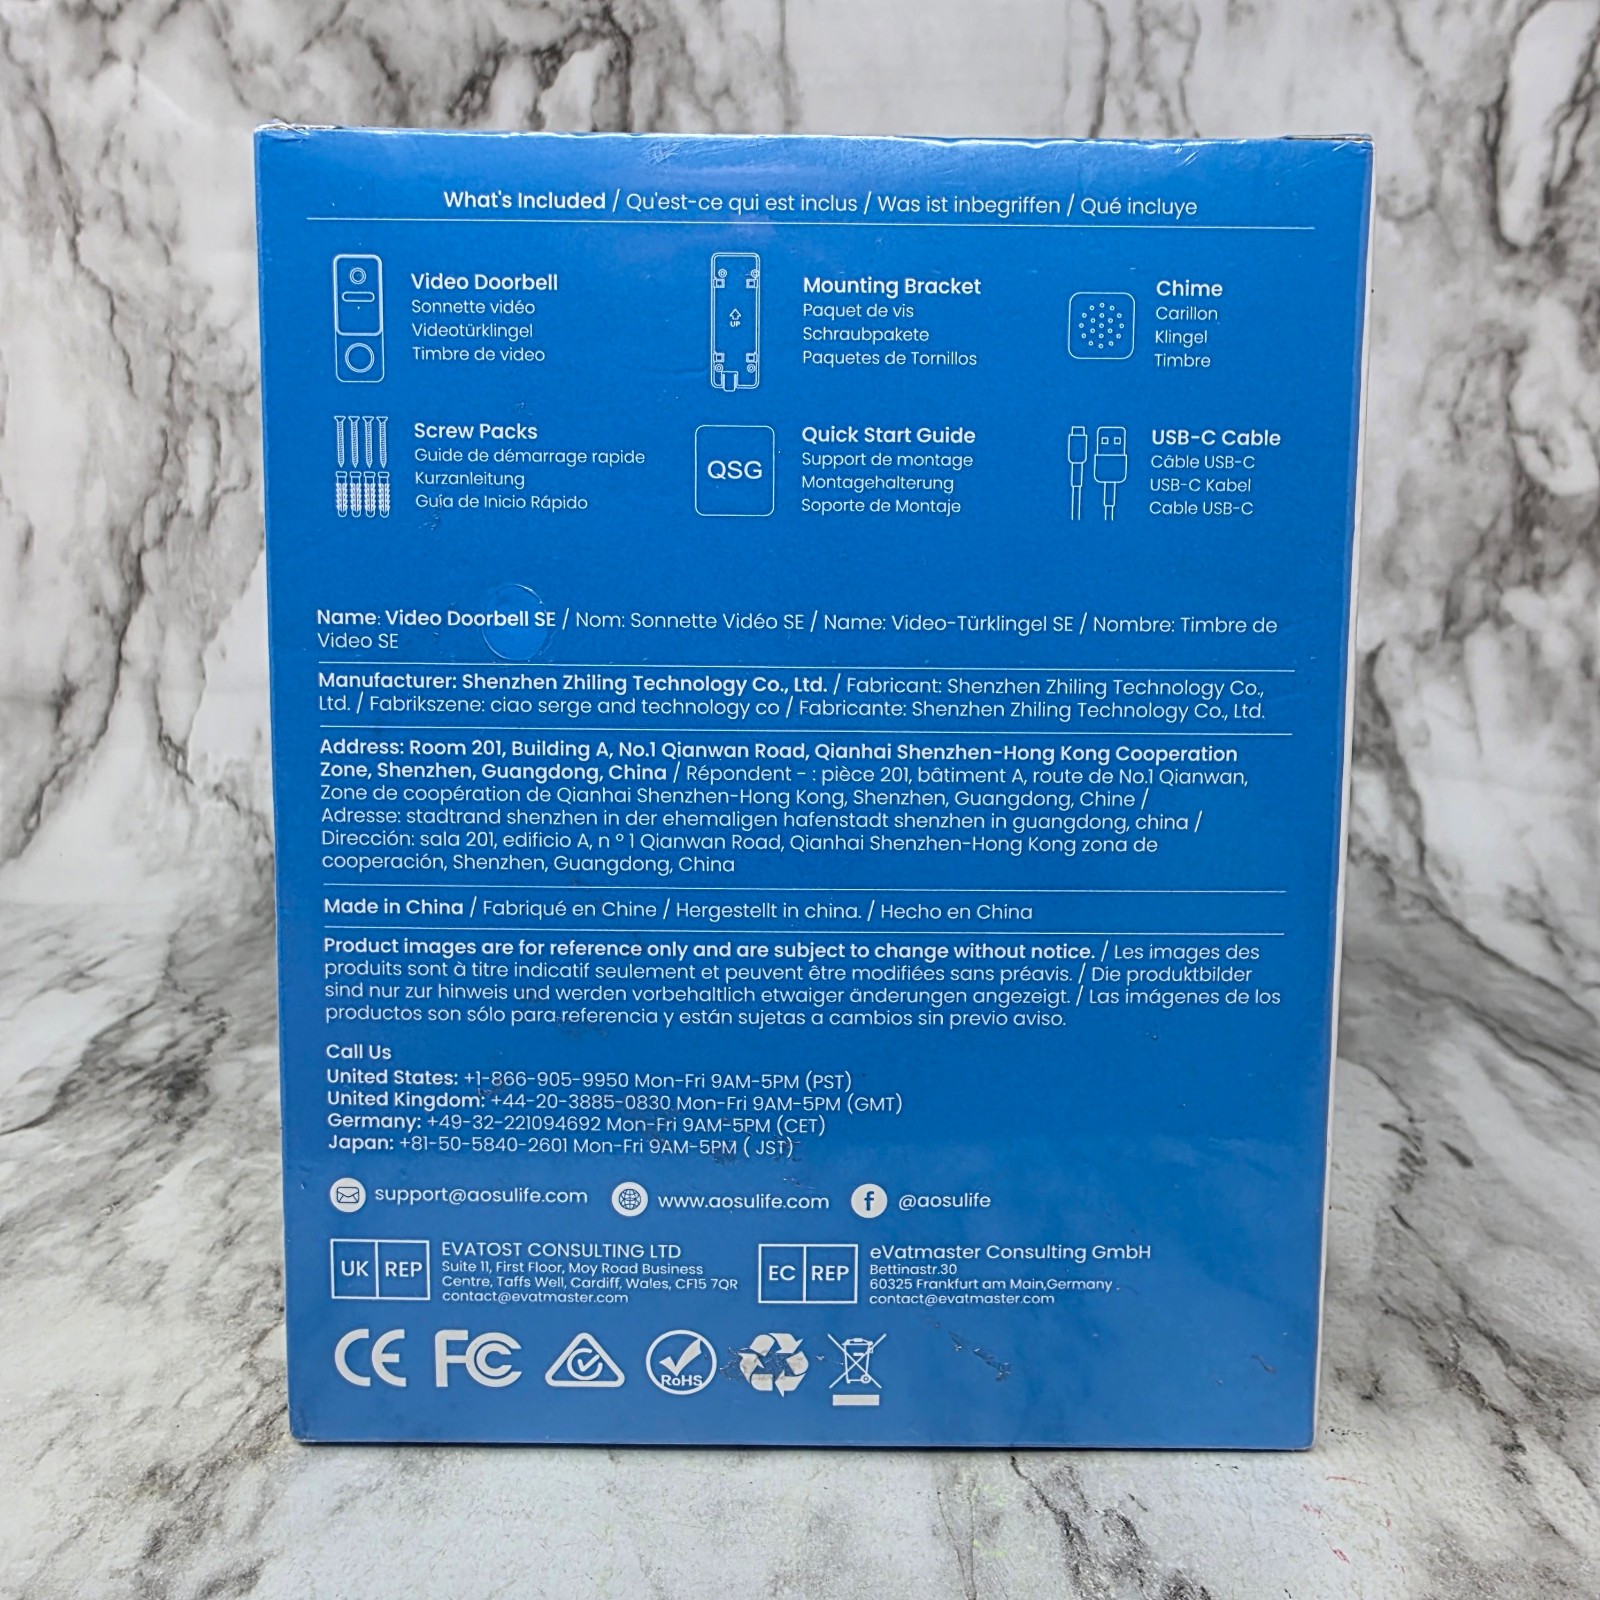 What's Included / Qu'est-ce qui est inclus / Was ist inbegriffen / Qué incluye
Video Doorbell
Sonnette vidéo
Videotürklingel
Timbre de video
UP
Mounting Bracket
Paquet de vis
Schraubpakete
Paquetes de Tornillos
Chime
Carillon
Klingel
Timbre
Screw Packs
Guide de démarrage rapide
Kurzanleitung
Guía de Inicio Rápido
QSG
Quick Start Guide
Support de montage
Montagehalterung
Soporte de Montaje
USB-C Cable
Câble USB-C
USB-C Kabel
Cable USB-C
Name: Video Doorbell SE / Nom: Sonnette Vidéo SE / Name: Video-Türklingel SE / Nombre: Timbre de
Video SE
Manufacturer: Shenzhen Zhiling Technology Co., Ltd. / Fabricant: Shenzhen Zhiling Technology Co.,
Ltd. / Fabrikszene: ciao serge and technology co / Fabricante: Shenzhen Zhiling Technology Co., Ltd.
Address: Room 201, Building A, No.1 Qianwan Road, Qianhai Shenzhen-Hong Kong Cooperation
Zone, Shenzhen, Guangdong, China / Répondent - : pièce 201, bâtiment A, route de No.1 Qianwan,
Zone de coopération de Qianhai Shenzhen-Hong Kong, Shenzhen, Guangdong, Chine /
Adresse: stadtrand shenzhen in der ehemaligen hafenstadt shenzhen in guangdong, china /
Dirección: sala 201, edificio A, n ° 1 Qianwan Road, Qianhai Shenzhen-Hong Kong zona de
cooperación, Shenzhen, Guangdong, China
Made in China / Fabriqué en Chine / Hergestellt in china. / Hecho en China
Product images are for reference only and are subject to change without notice. / Les images des
produits sont à titre indicatif seulement et peuvent être modifiées sans préavis. / Die produktbilder
sind nur zur hinweis und werden vorbehaltlich etwaiger änderungen angezeigt. / Las imágenes de los
productos son sólo para referencia y están sujetas a cambios sin previo aviso.
Call Us
United States: +1-866-905-9950 Mon-Fri 9AM-5PM (PST)
United Kingdom: +44-20-3885-0830 Mon-Fri 9AM-5PM (GMT)
Germany: +49-32-221094692 Mon-Fri 9AM-5PM (CET)
Japan: +81-50-5840-2601 Mon-Fri 9AM-5PM ( JST)
support@aosulife.com www.aosulife.com f @aosulife
UK REP
EVATOST CONSULTING LTD
Suite 11, First Floor, Moy Road Business
Centre, Taffs Well, Cardiff, Wales, CF15 7QR
contact@evatmaster.com
EC REP
eVatmaster Consulting GmbH
Bettinastr.30
60325 Frankfurt am Main,Germany .
contact@evatmaster.com
CE FC RoHS